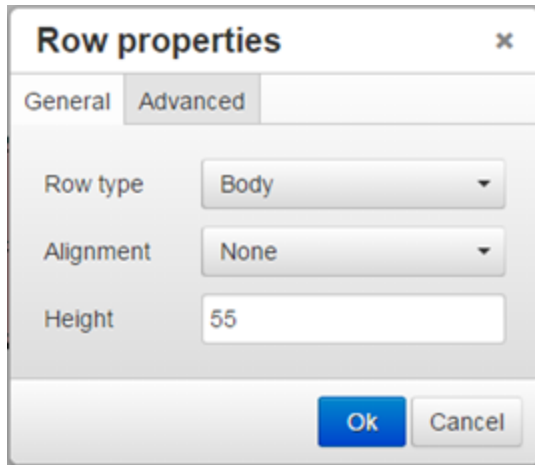 Row properties ×
General Advanced
Row type Body
Alignment None
Height 55
Ok Cancel